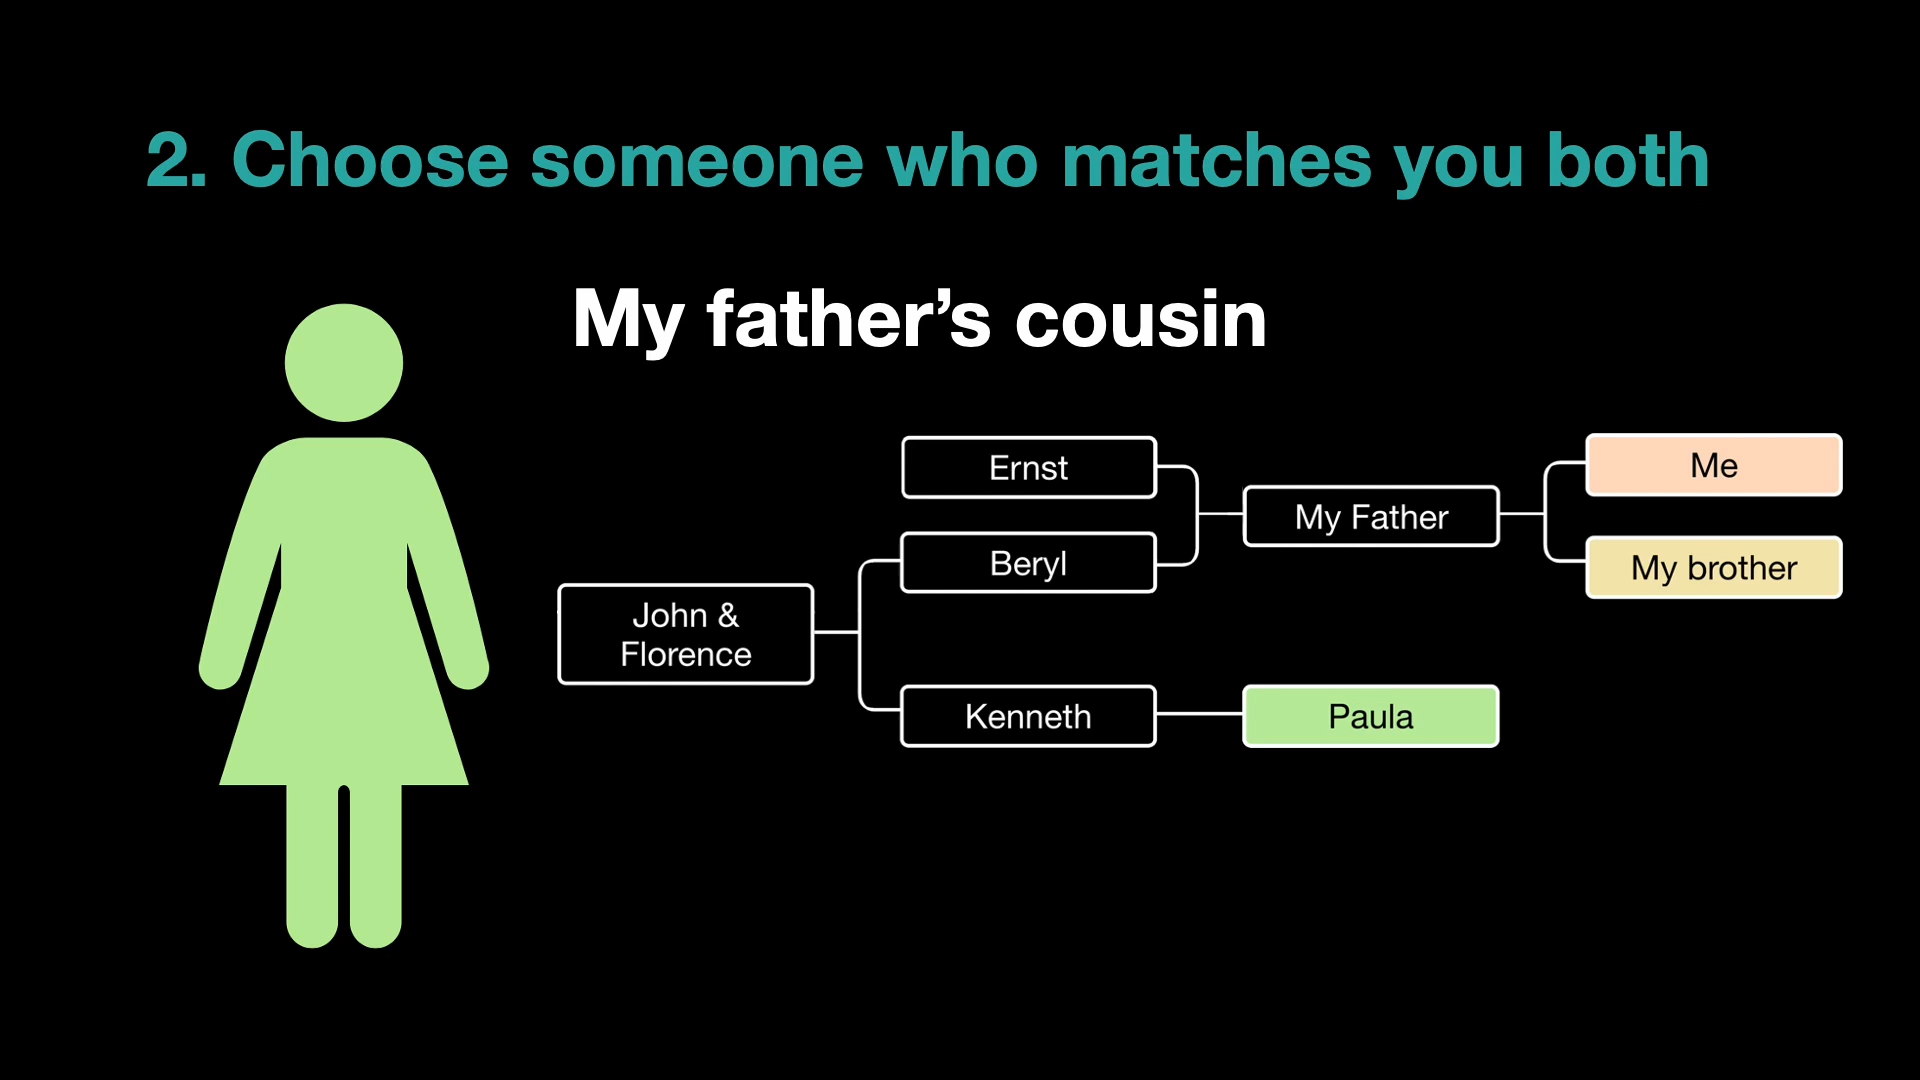 2. Choose someone who matches you both
My father’s cousin
Ernst
Me
My Father
Beryl
My brother
John &
Florence
Kenneth
Paula